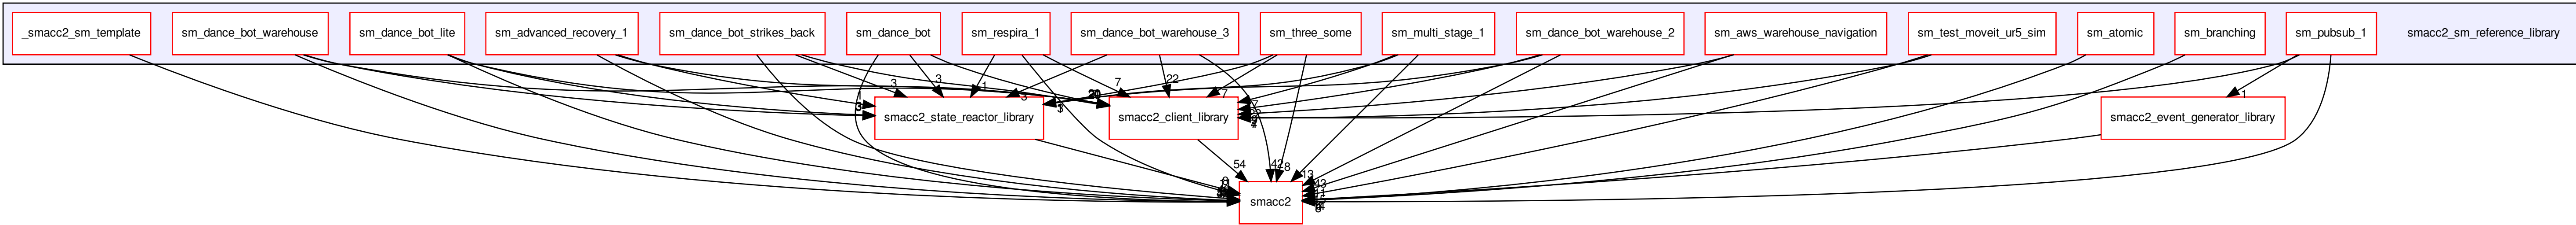 _smacc2_sm_template
sm_dance_bot_warehouse
sm_dance_bot_lite
sm_advanced_recovery_1
sm_dance_bot_strikes_back
sm_dance_bot
sm_respira_1
sm_dance_bot_warehouse_3
sm_three_some
sm_multi_stage_1
sm_dance_bot_warehouse_2
sm_aws_warehouse_navigation
sm_test_moveit_ur5_sim
sm_atomic
sm_branching
sm_pubsub_1
smacc2_sm_reference_library
3
3
1
3
7
22
7
1
smacc2_state_reactor_library
smacc2_client_library
smacc2_event_generator_library
54
42
8
13
smacc2